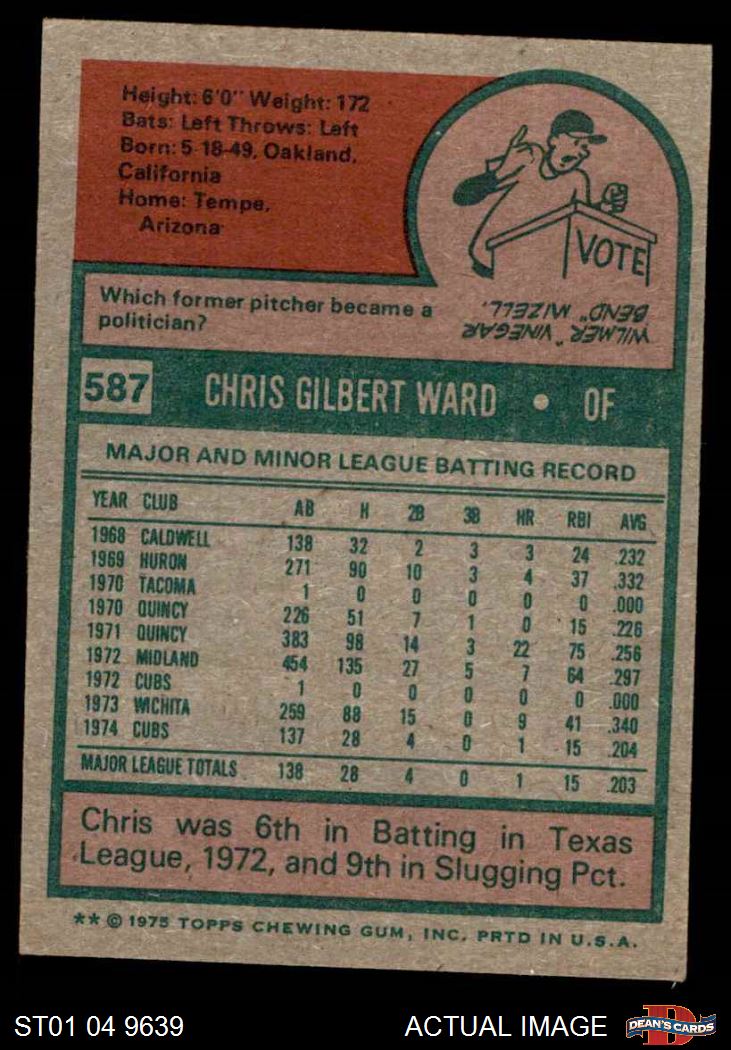 Height: 6'0" Weight: 172
Bats: Left Throws: Left
Born: 5-18-49, Oakland,
California
Home: Tempe,
Arizona
VOTE
Which former pitcher became a
politician?
WILMER "VINEGAR
BEND" MIZELL.
587 CHRIS GILBERT WARD • OF
MAJOR AND MINOR LEAGUE BATTING RECORD
YEAR CLUB AB H 2B 3B HR RBI AVG
1968 CALDWELL 138 32 2 3 3 24 .232
1969 HURON 271 90 10 3 4 37 .332
1970 TACOMA 1 0 0 0 0 0 .000
1970 QUINCY 226 51 7 1 0 15 .226
1971 QUINCY 383 98 14 3 22 75 .256
1972 MIDLAND 454 135 27 5 7 64 .297
1972 CUBS 1 0 0 0 0 0 .000
1973 WICHITA 259 88 15 0 9 41 .340
1974 CUBS 137 28 4 0 1 15 .204
MAJOR LEAGUE TOTALS 138 28 4 0 1 15 .203
Chris was 6th in Batting in Texas
League, 1972, and 9th in Slugging Pct.
** © 1975 TOPPS CHEWING GUM, INC. PRTD IN U.S.A.
ST01 04 9639 ACTUAL IMAGE D DEAN'S CARDS